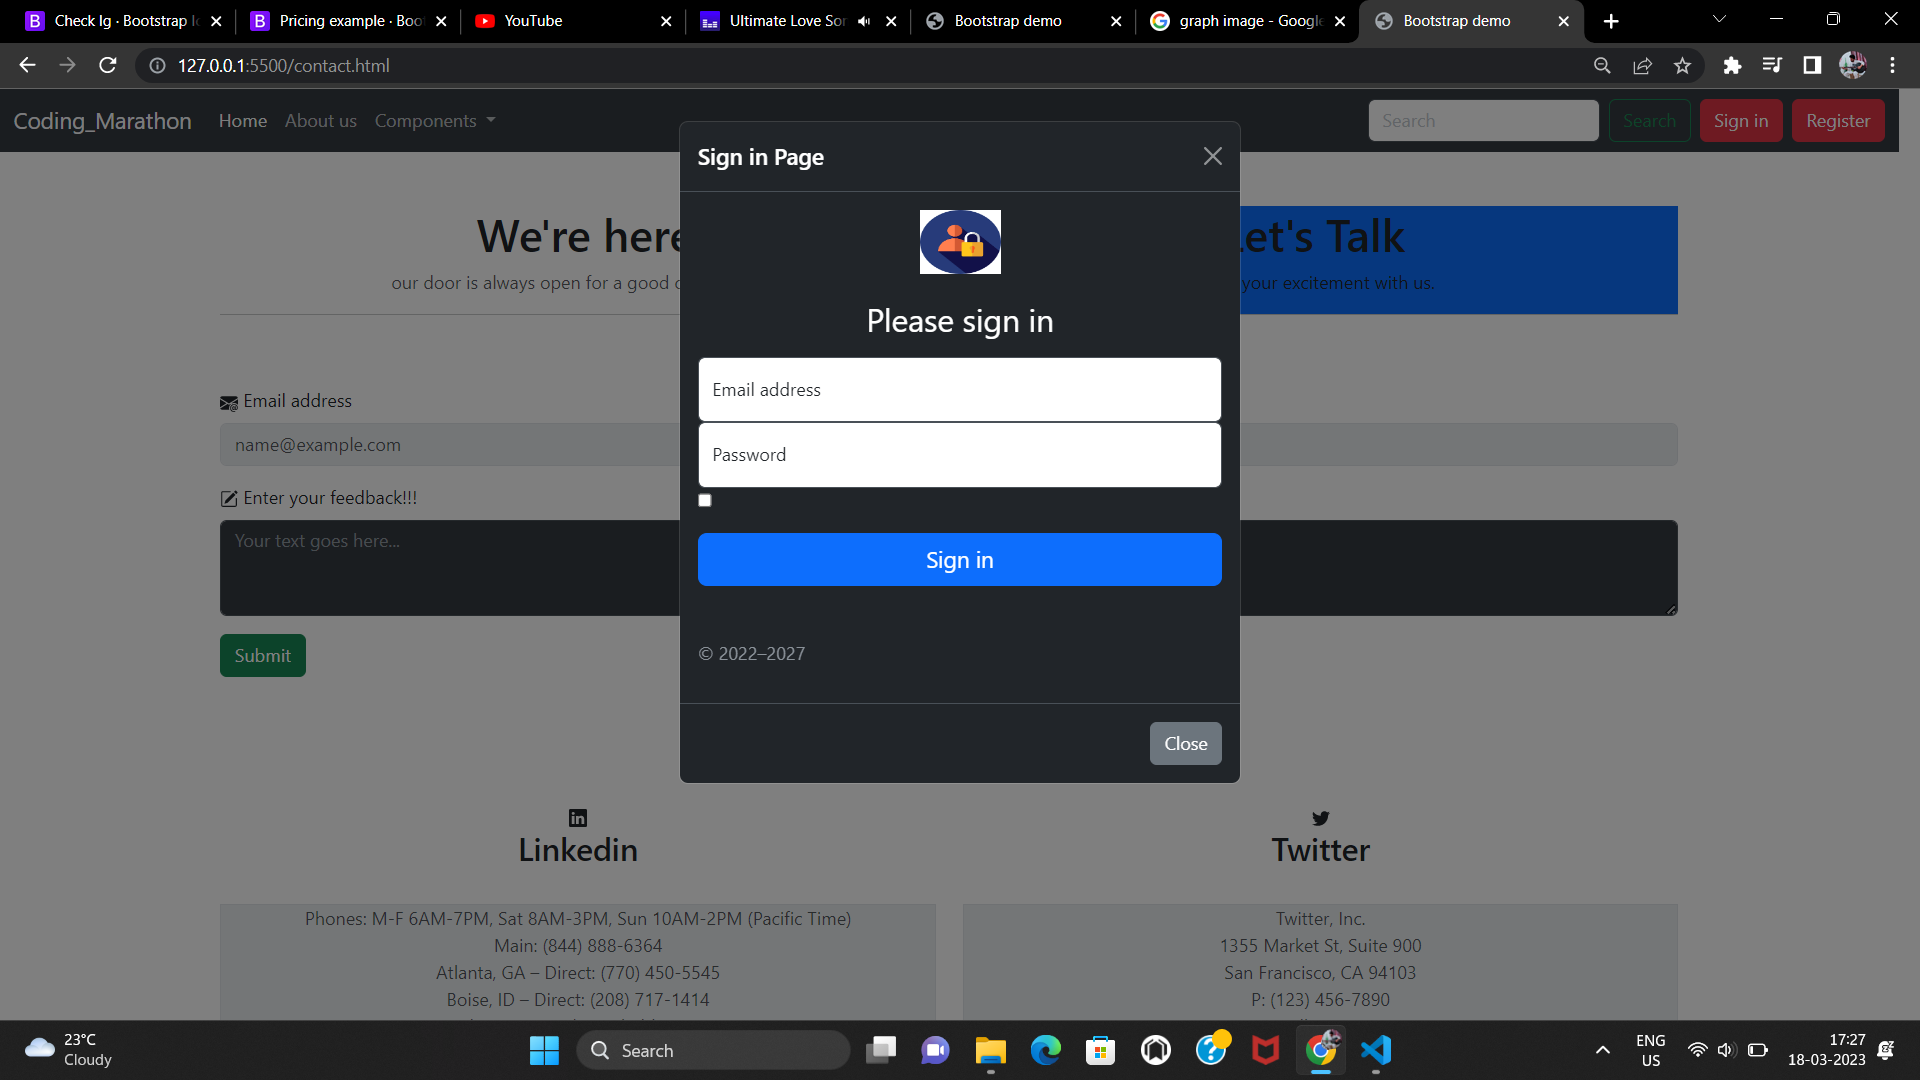 Check Ig · Bootstrap
Pricing example · Boo
YouTube
Ultimate Love Son
Bootstrap demo
graph image - Google
Bootstrap demo
127.0.0.1:5500/contact.html
Coding_Marathon
Home
About us
Components
Search
Search
Sign in
Register
Sign in Page
We're here
Let's Talk
our door is always open for a good
your excitement with us.
Please sign in
Email address
Email address
name@example.com
Password
Enter your feedback!!!
Your text goes here...
Sign in
Submit
© 2022–2027
Close
Linkedin
Phones: M-F 6AM-7PM, Sat 8AM-3PM, Sun 10AM-2PM (Pacific Time)
Main: (844) 888-6364
Atlanta, GA – Direct: (770) 450-5545
Boise, ID – Direct: (208) 717-1414
Twitter
Twitter, Inc.
1355 Market St, Suite 900
San Francisco, CA 94103
P: (123) 456-7890
23°C
Cloudy
Search
ENG
US
17:27
18-03-2023